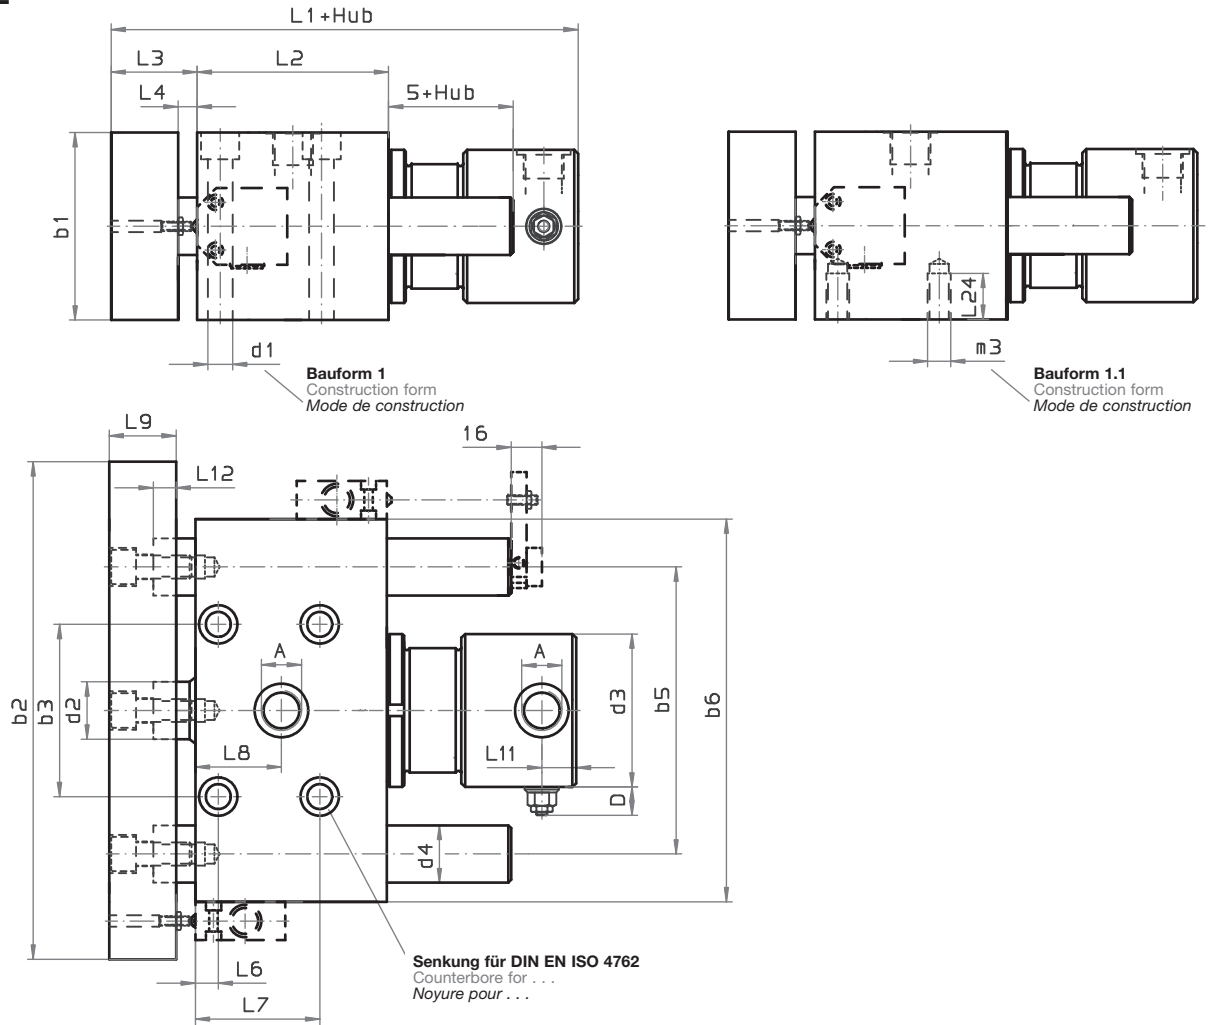 L1+Hub
L3
L2
L4
5+Hub
b1
d1
L24
m3
Bauform 1
Construction form
Mode de construction
Bauform 1.1
Construction form
Mode de construction
L9
16
L12
A
A
b2
b3
d2
d3
b5
b6
L8
L11
D
d4
L6
L7
Senkung für DIN EN ISO 4762
Counterbore for . . .
Noyure pour . . .